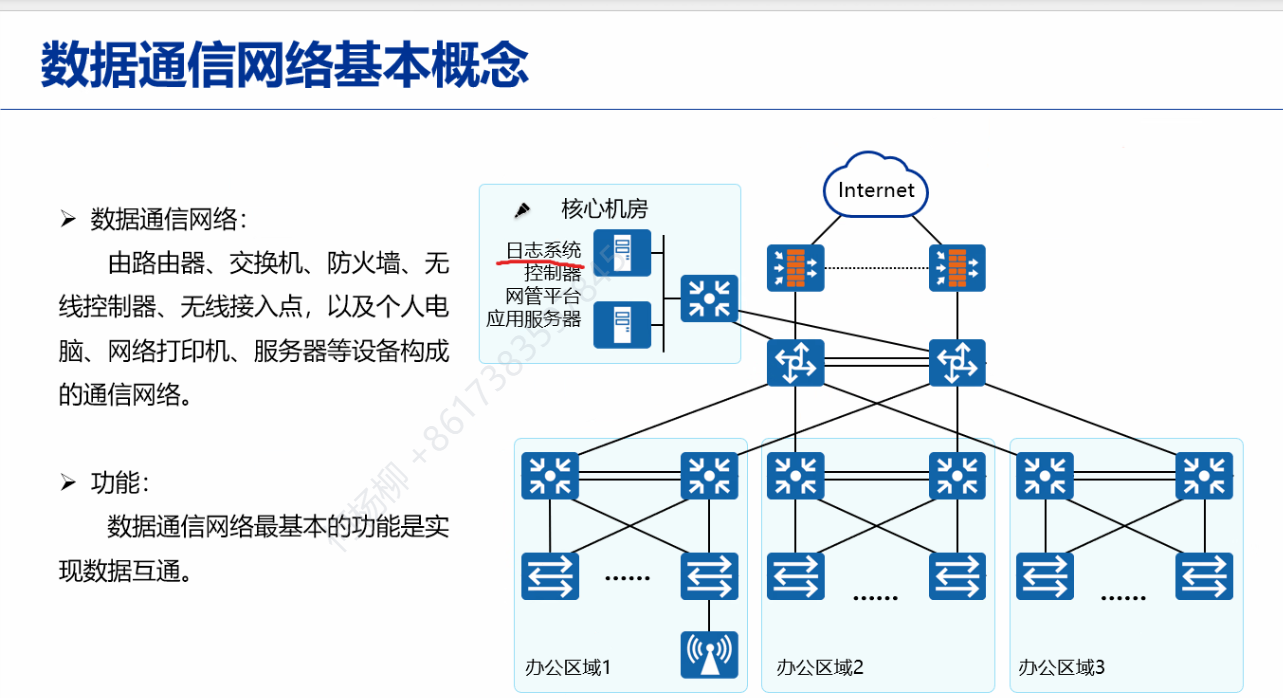 数据通信网络基本概念
➢ 数据通信网络：
由路由器、交换机、防火墙、无
线控制器、无线接入点，以及个人电
脑、网络打印机、服务器等设备构成
的通信网络。
➢ 功能：
数据通信网络最基本的功能是实
现数据互通。
核心机房
日志系统
控制器
网管平台
应用服务器
Internet
办公区域1
办公区域2
办公区域3